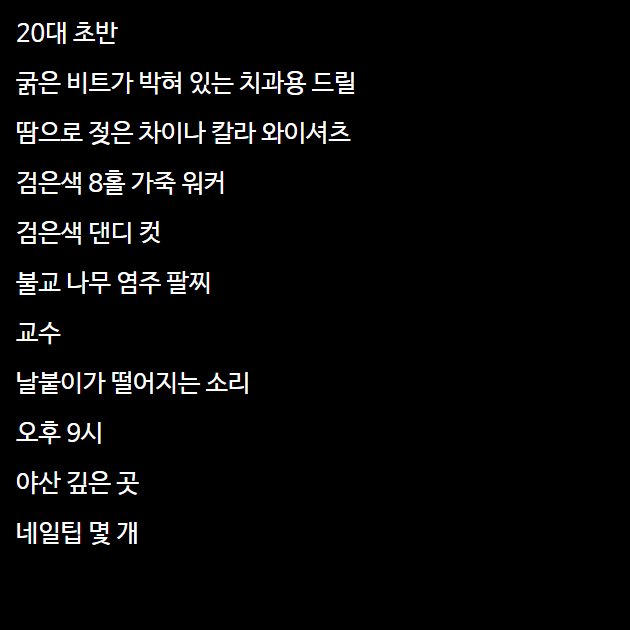 20대 초반
굵은 비트가 박혀 있는 치과용 드릴
땀으로 젖은 차이나 칼라 와이셔츠
검은색 8홀 가죽 워커
검은색 댄디 컷
불교 나무 염주 팔찌
교수
날붙이가 떨어지는 소리
오후 9시
야산 깊은 곳
네일팁 몇 개